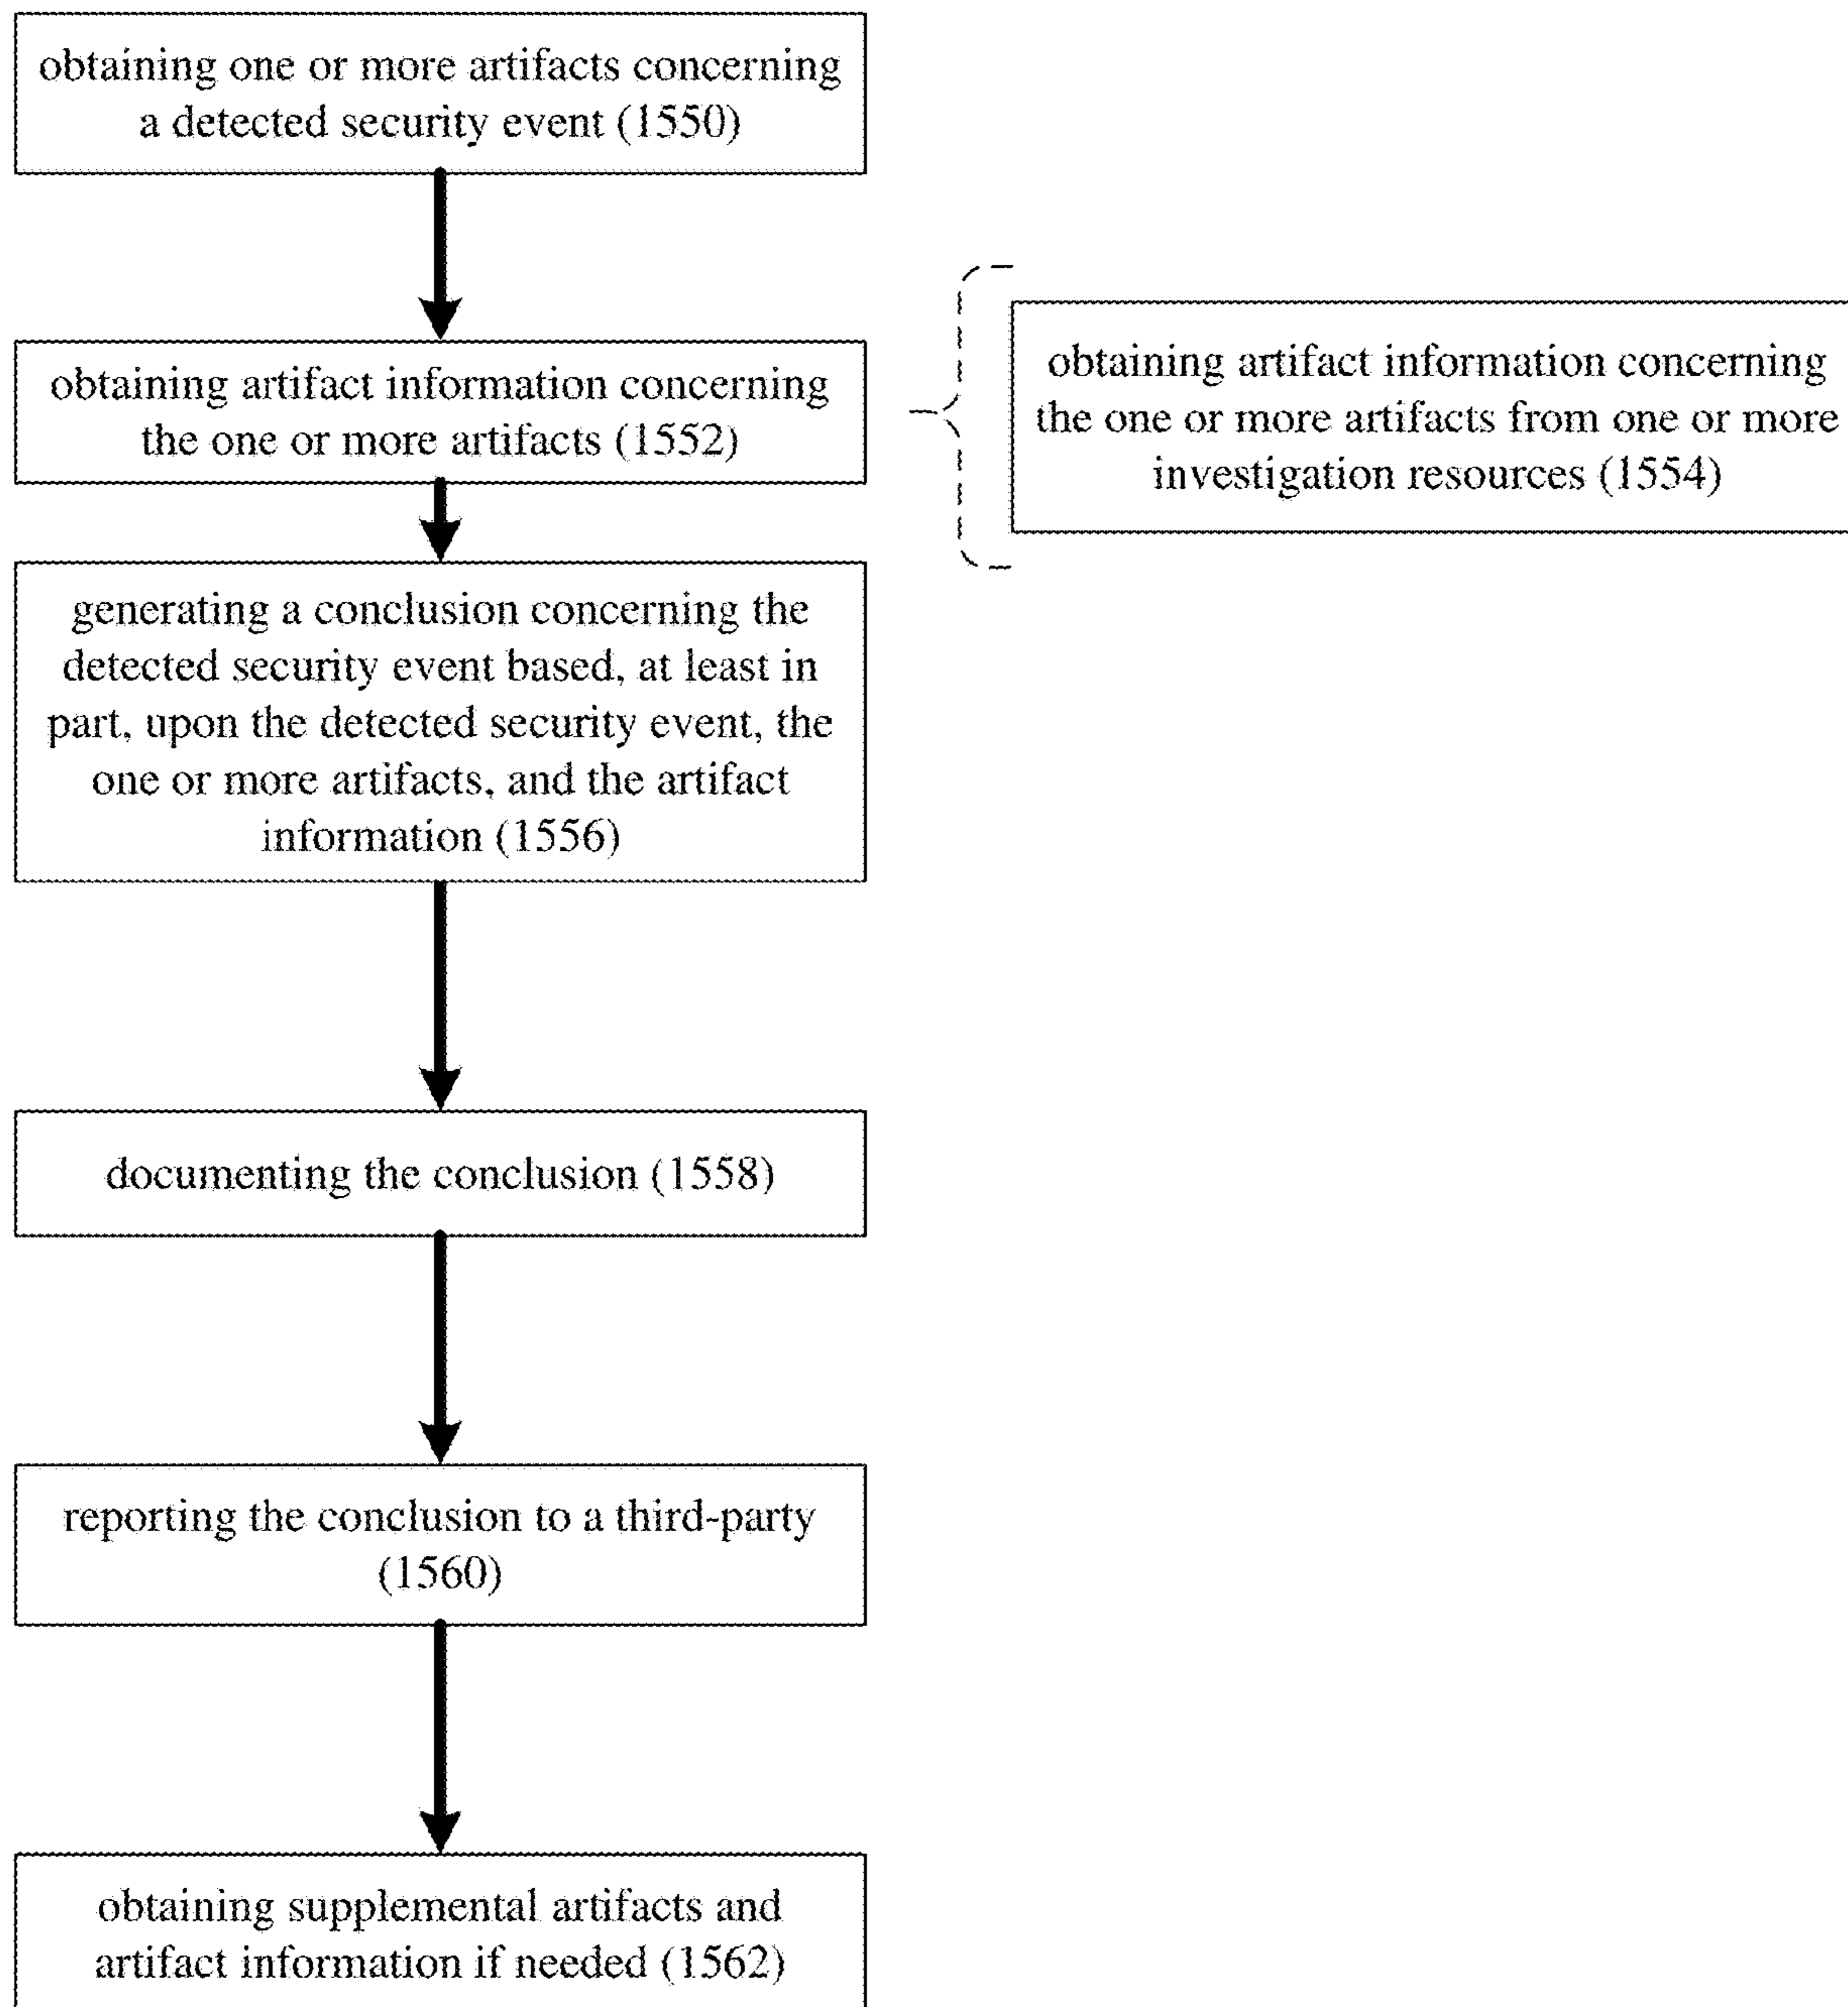 obtaining one or more artifacts concerning
a detected security event (1550)
obtaining artifact information concerning
the one or more artifacts (1552)
obtaining artifact information concerning
the one or more artifacts from one or more
investigation resources (1554)
generating a conclusion concerning the
detected security event based, at least in
part, upon the detected security event, the
one or more artifacts, and the artifact
information (1556)
documenting the conclusion (1558)
reporting the conclusion to a third-party
(1560)
obtaining supplemental artifacts and
artifact information if needed (1562)